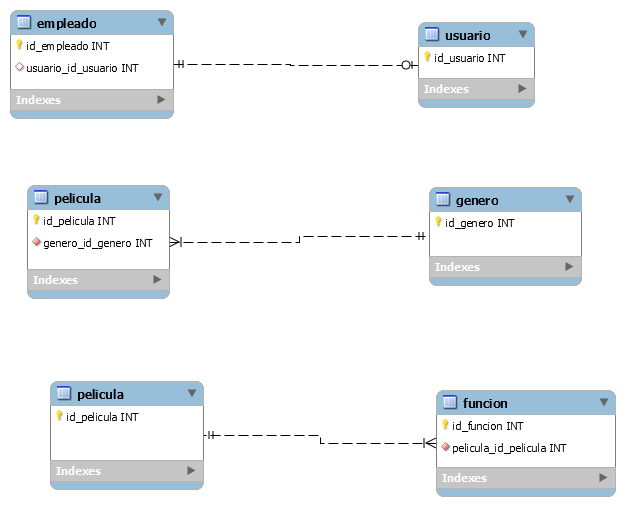 empleado
id_empleado INT
usuario_id_usuario INT
Indexes
usuario
id_usuario INT
Indexes
pelicula
id_pelicula INT
genero_id_genero INT
Indexes
genero
id_genero INT
Indexes
pelicula
id_pelicula INT
Indexes
funcion
id_funcion INT
pelicula_id_pelicula INT
Indexes